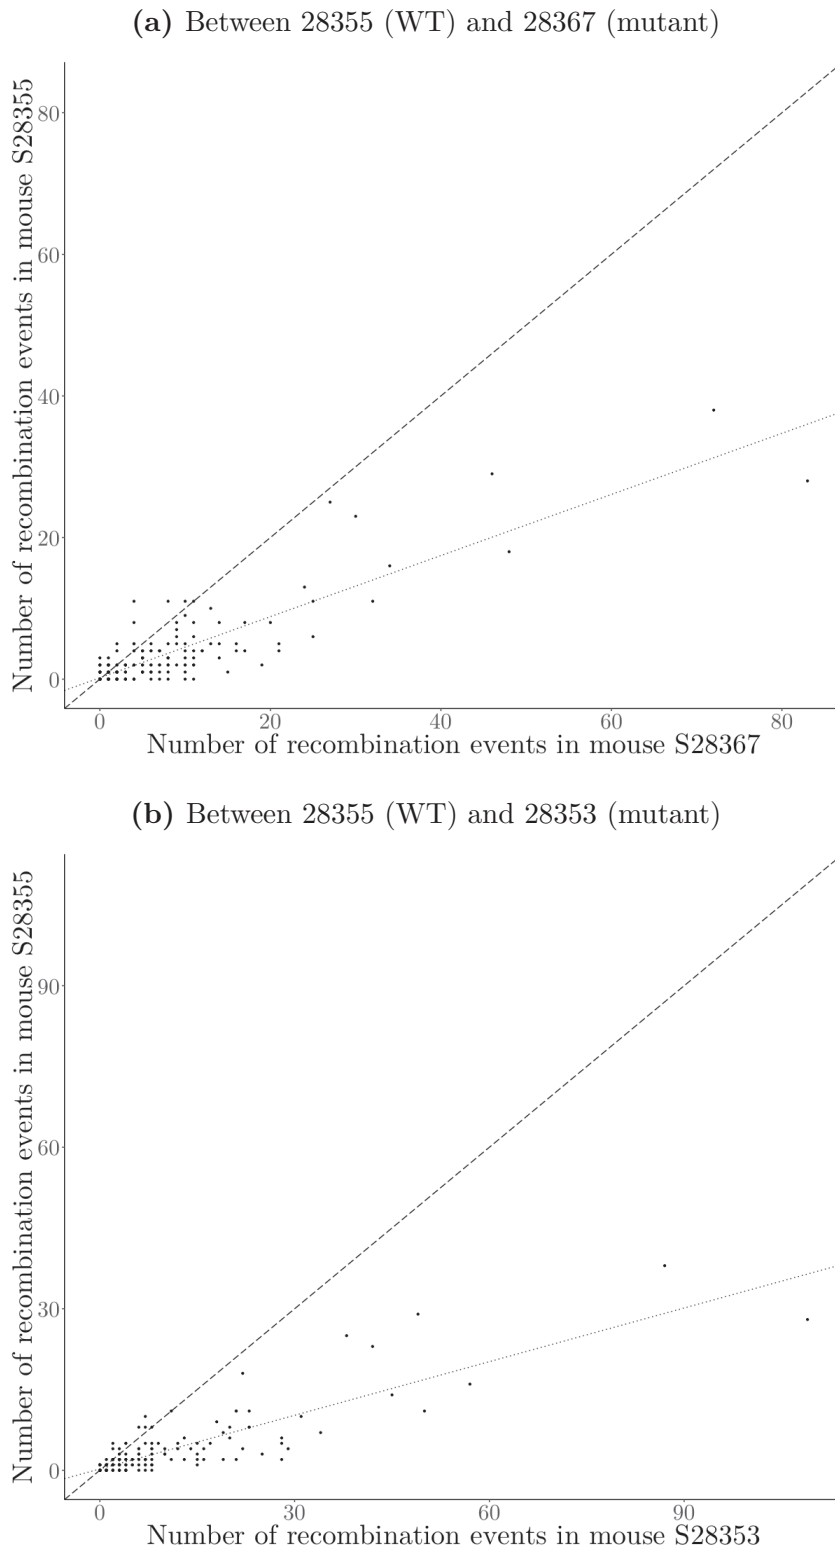 (a) Between 28355 (WT) and 28367 (mutant)
Number of recombination events in mouse S28355
80
60
40
20
0
0 20 40 60 80
Number of recombination events in mouse S28367
(b) Between 28355 (WT) and 28353 (mutant)
Number of recombination events in mouse S28355
90
60
30
0
0 30 60 90
Number of recombination events in mouse S28353